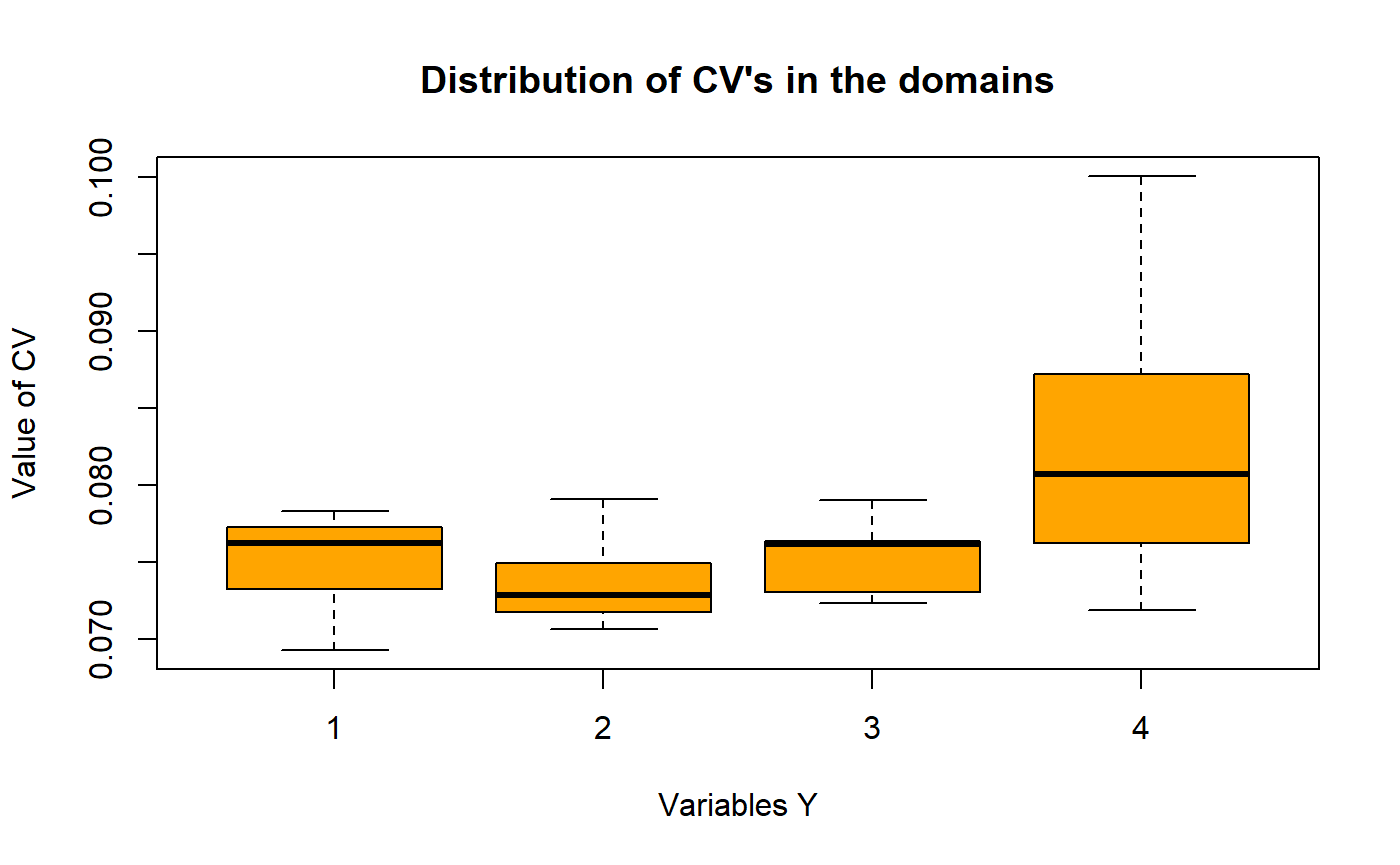 Distribution of CV's in the domains
Value of CV
0.100
0.090
0.080
0.070
1 2 3 4
Variables Y